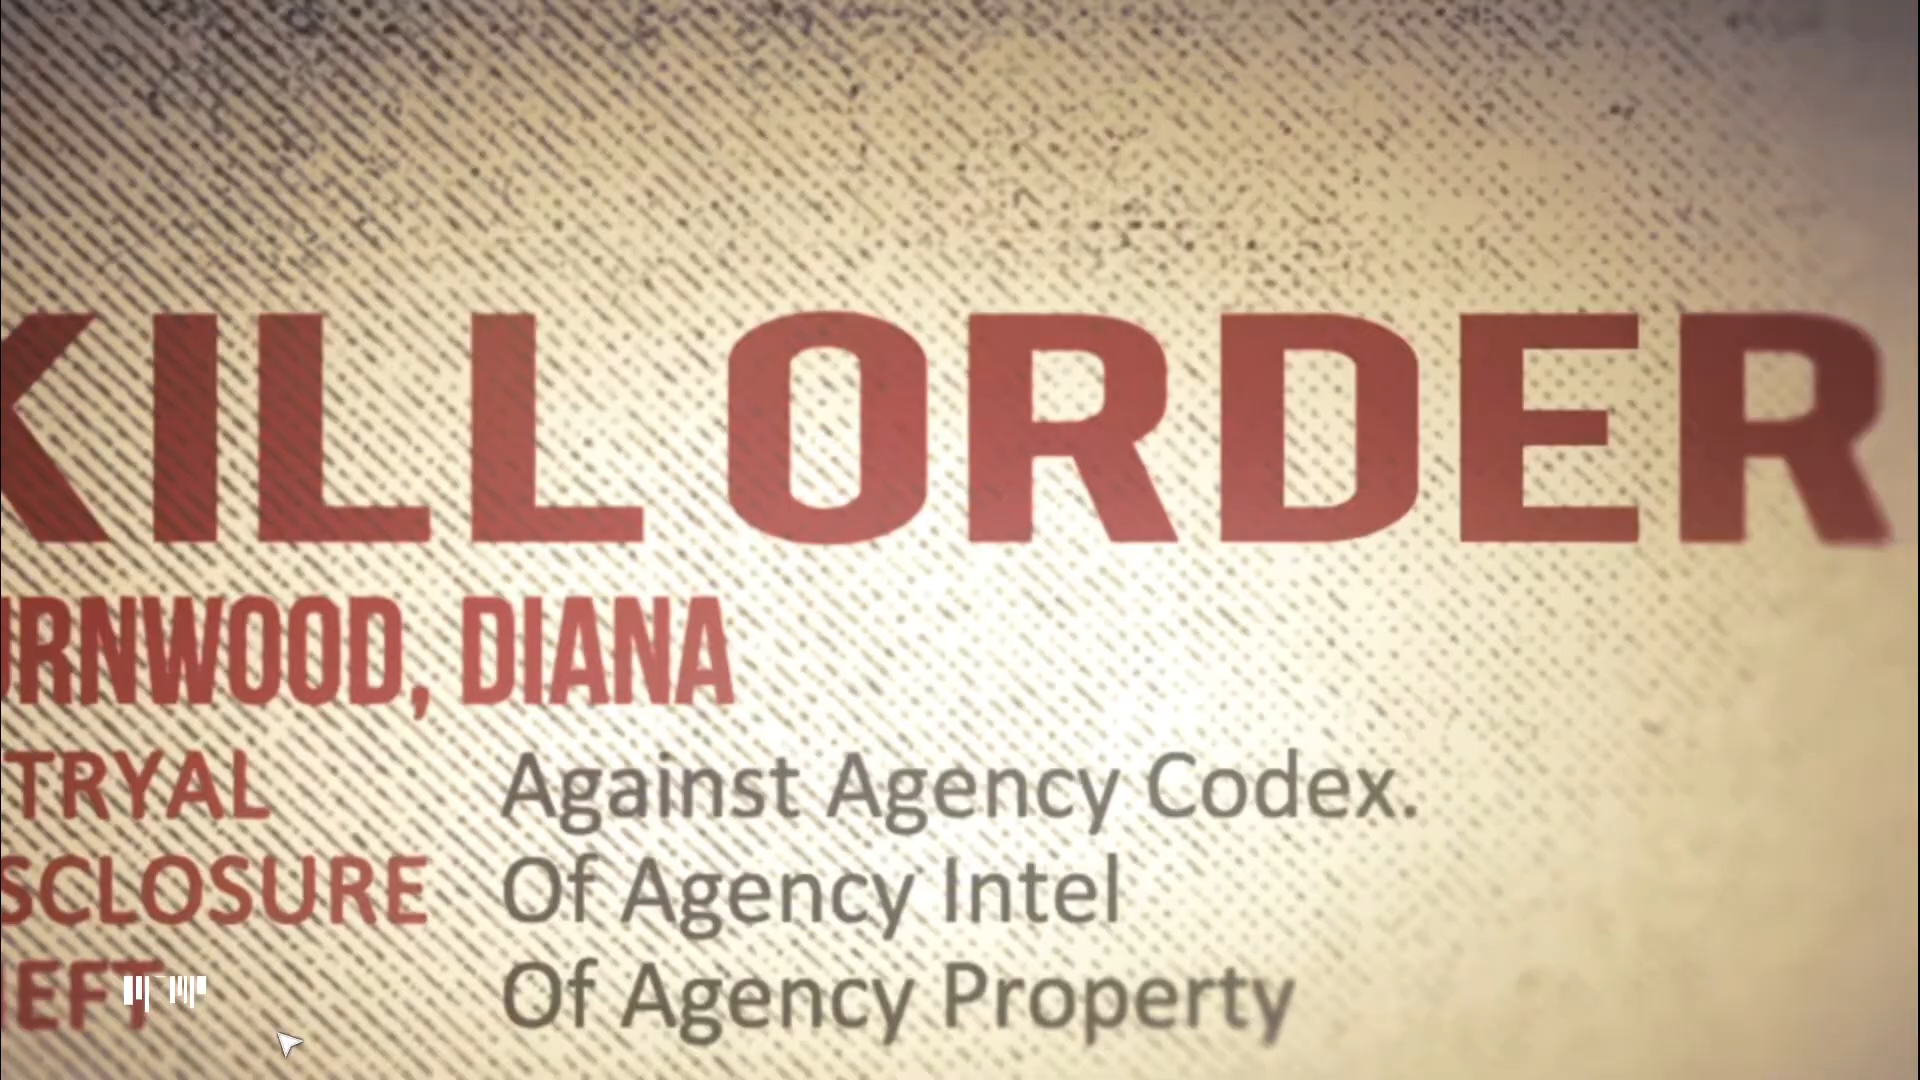 KILL ORDER
URNWOOD, DIANA
TRYAL Against Agency Codex.
SCLOSURE Of Agency Intel
EFT Of Agency Property